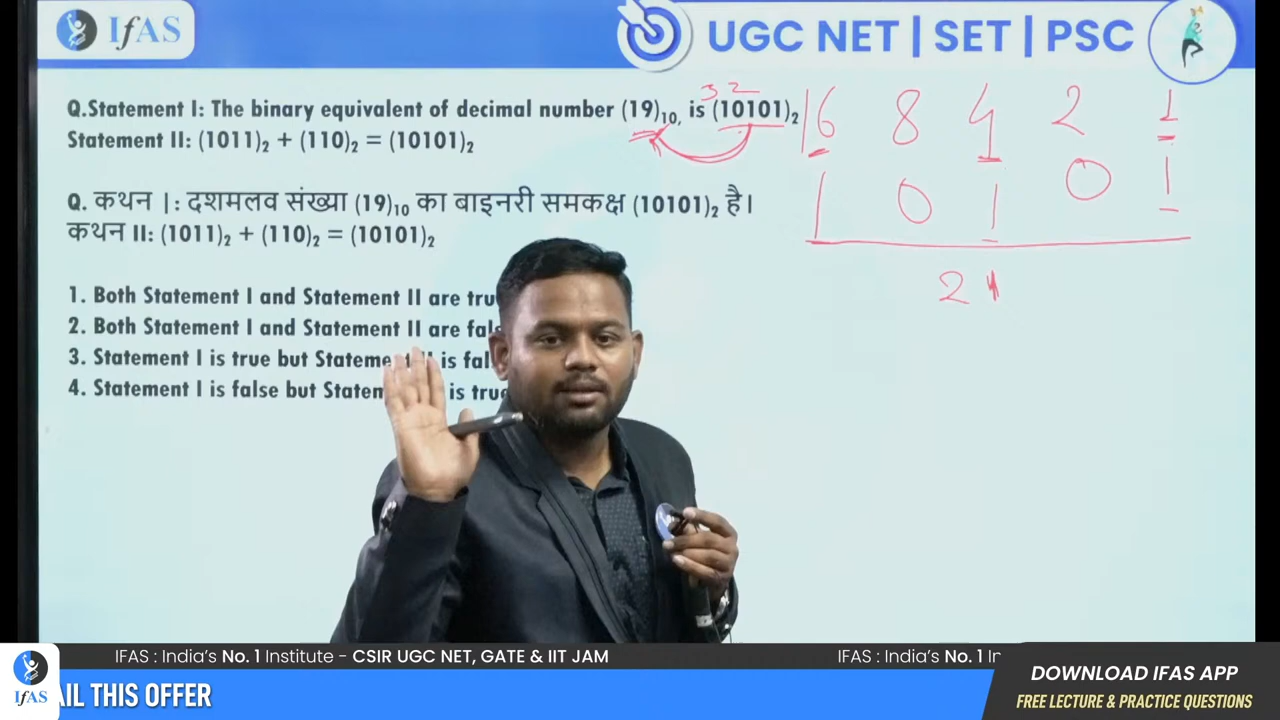 IfAS
UGC NET | SET | PSC
Q.Statement I: The binary equivalent of decimal number (19)₁₀, is (10101)₂
Statement II: (1011)₂ + (110)₂ = (10101)₂
32
16 8 4 2 1
1 0 1 0 1
21
Q. कथन |: दशमलव संख्या (19)₁₀ का बाइनरी समकक्ष (10101)₂ है।
कथन II: (1011)₂ + (110)₂ = (10101)₂
1. Both Statement I and Statement II are tru
2. Both Statement I and Statement II are fals
3. Statement I is true but Stateme II is fal
4. Statement I is false but Statem is true
IFAS : India's No. 1 Institute - CSIR UGC NET, GATE & IIT JAM
IFAS : India's No. 1 In
IfAS
AIL THIS OFFER
DOWNLOAD IFAS APP
FREE LECTURE & PRACTICE QUESTIONS